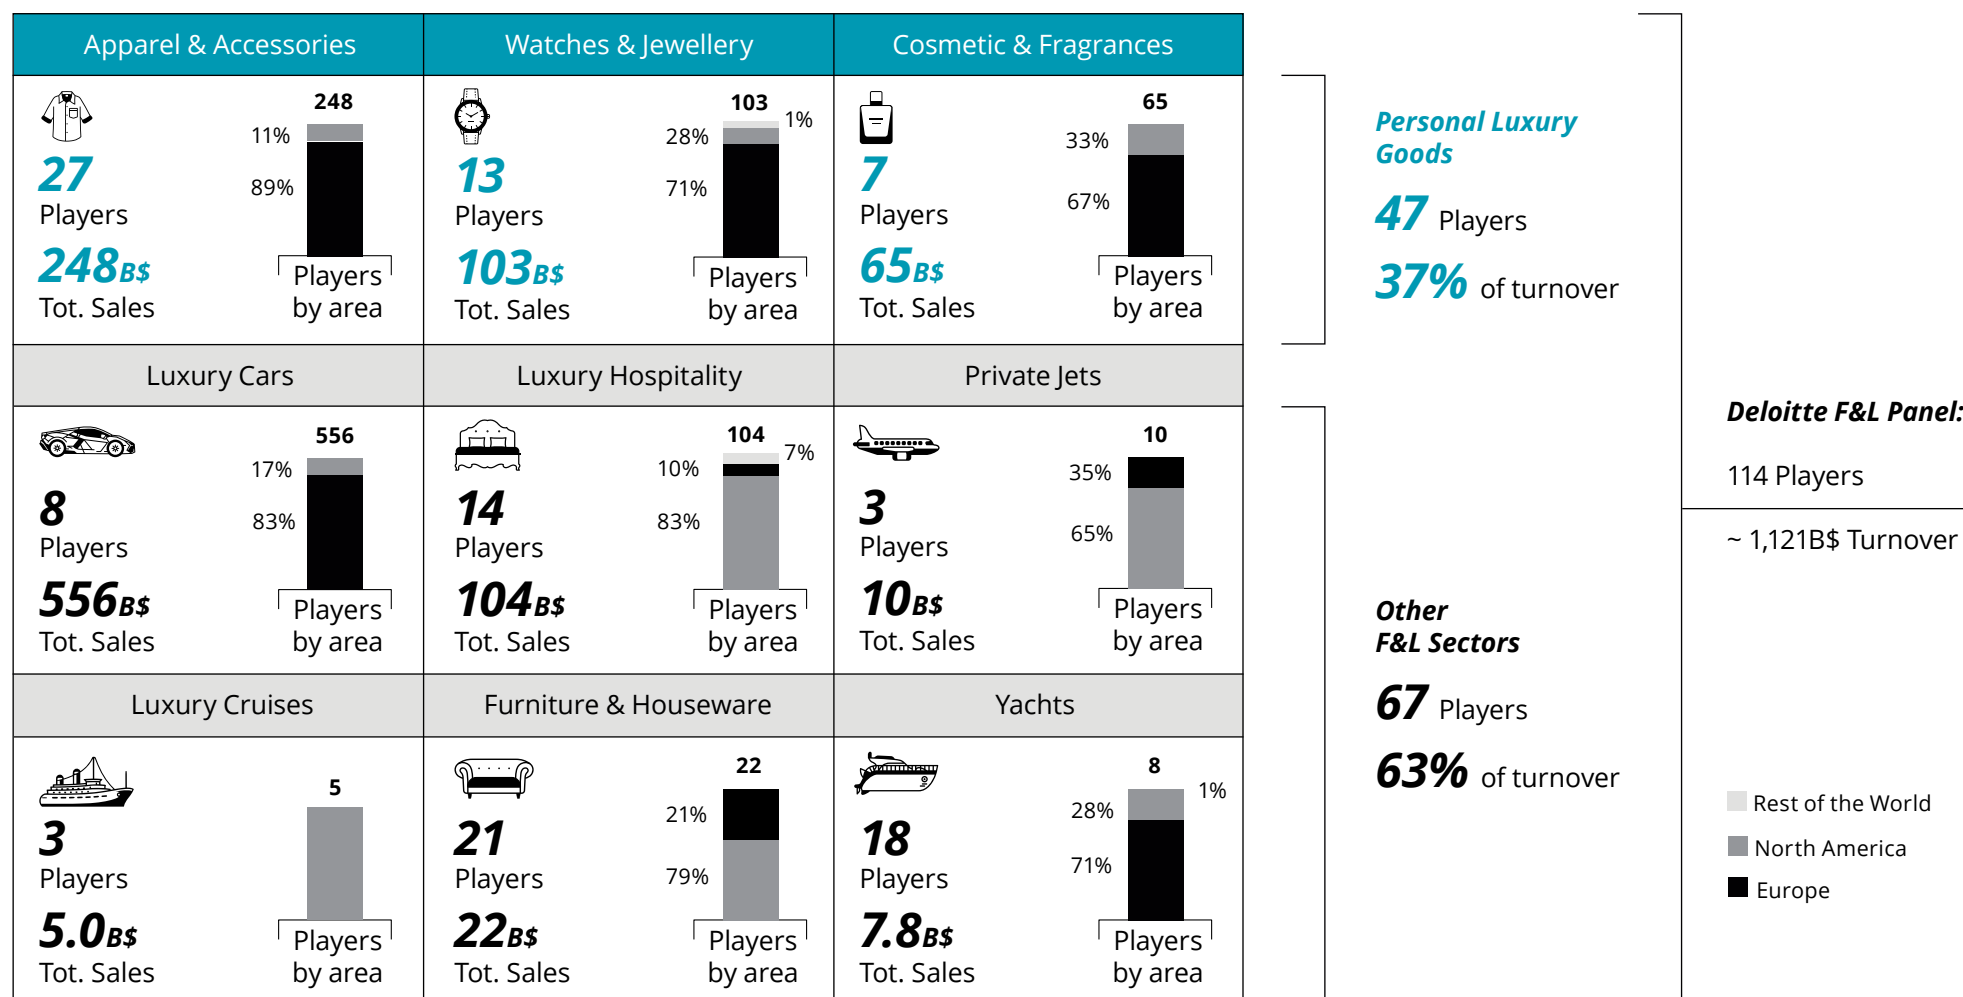 Apparel & Accessories
Watches & Jewellery
Cosmetic & Fragrances
248
11%
89%
27
Players
248B$
Tot. Sales
Players
by area
103
1%
28%
71%
13
Players
103B$
Tot. Sales
Players
by area
65
33%
67%
7
Players
65B$
Tot. Sales
Players
by area
Personal Luxury
Goods
47 Players
37% of turnover
Luxury Cars
Luxury Hospitality
Private Jets
556
17%
83%
8
Players
556B$
Tot. Sales
Players
by area
104
7%
10%
83%
14
Players
104B$
Tot. Sales
Players
by area
10
35%
65%
3
Players
10B$
Tot. Sales
Players
by area
Luxury Cruises
Furniture & Houseware
Yachts
5
3
Players
5.0B$
Tot. Sales
Players
by area
22
21%
79%
21
Players
22B$
Tot. Sales
Players
by area
8
1%
28%
71%
18
Players
7.8B$
Tot. Sales
Players
by area
Other
F&L Sectors
67 Players
63% of turnover
Deloitte F&L Panel:
114 Players
~ 1,121B$ Turnover
Rest of the World
North America
Europe